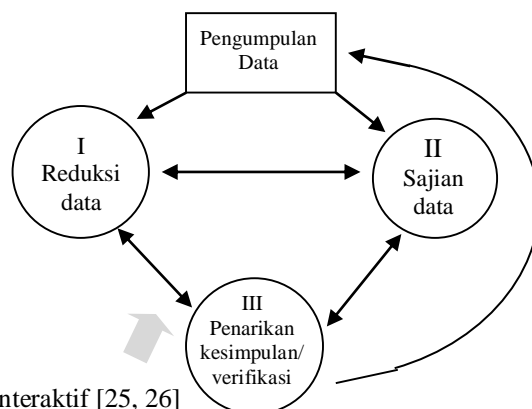 Pengumpulan
Data
I
Reduksi
data
II
Sajian
data
III
Penarikan
kesimpulan/
verifikasi
nteraktif [25, 26]